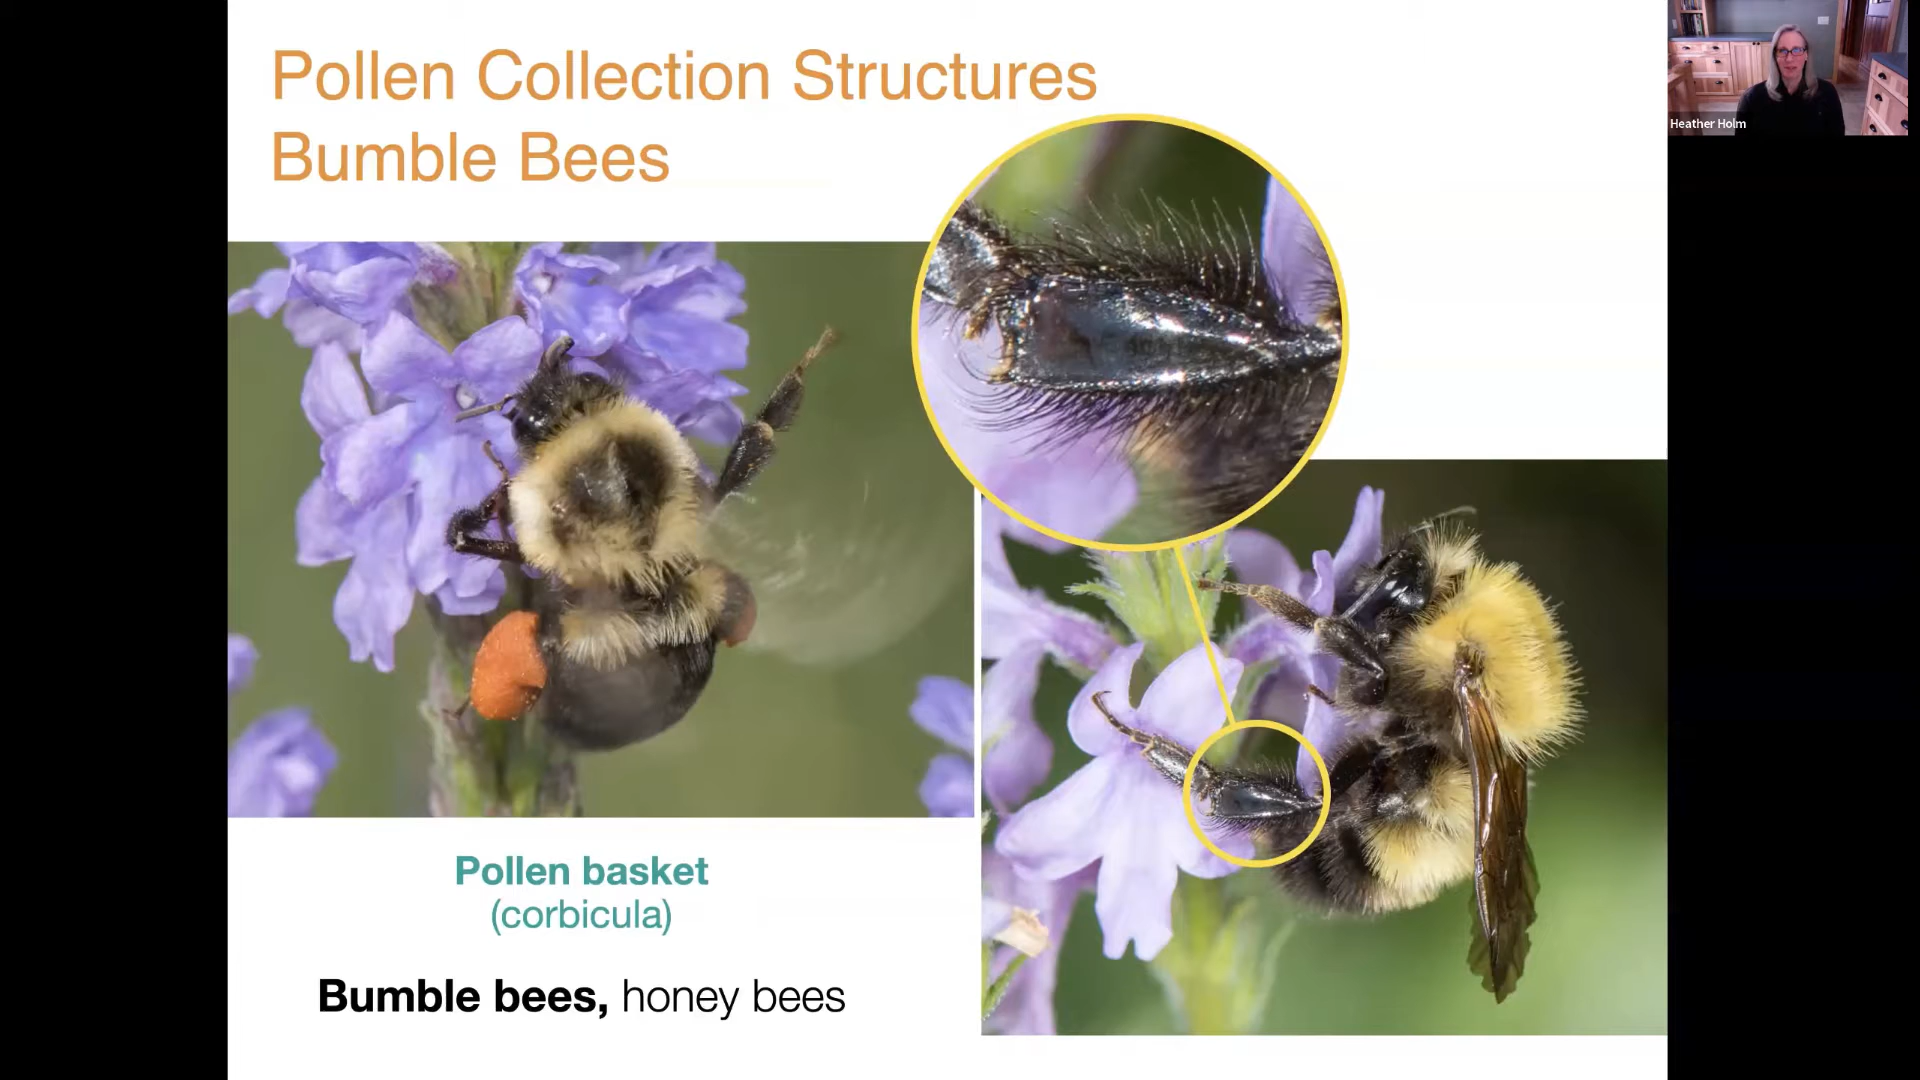 Pollen Collection Structures
Bumble Bees
Heather Holm
Pollen basket
(corbicula)
Bumble bees, honey bees